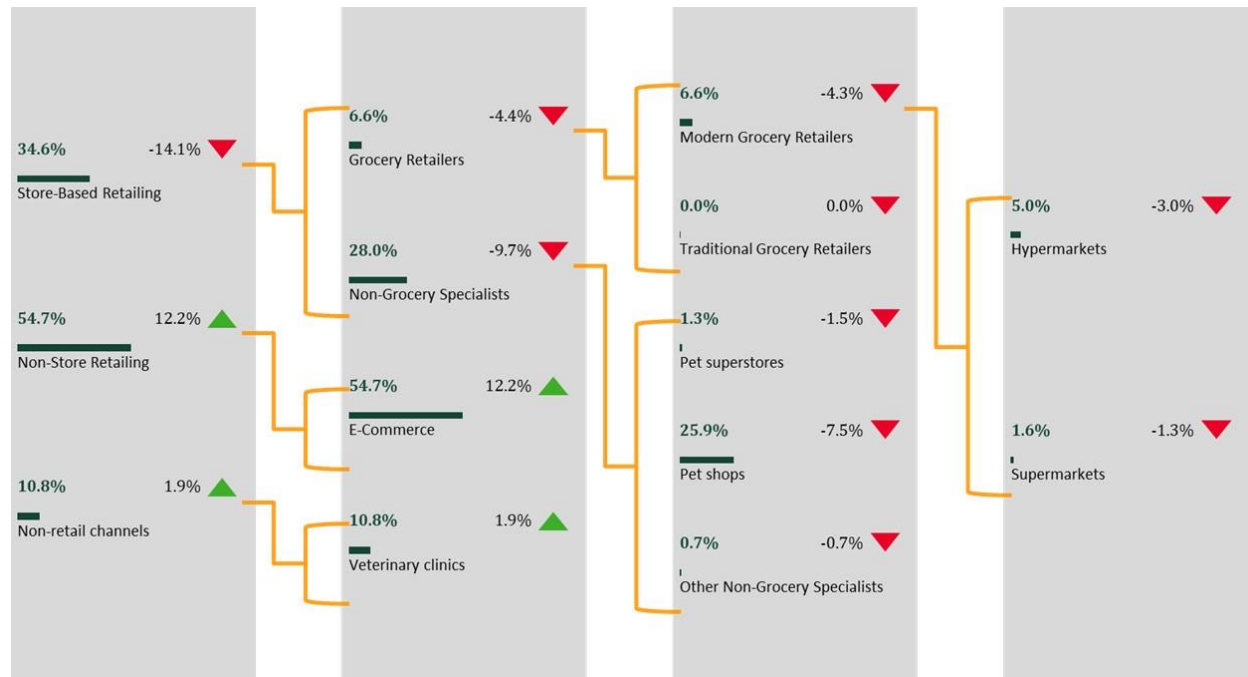 34.6% -14.1%
Store-Based Retailing
54.7% 12.2%
Non-Store Retailing
10.8% 1.9%
Non-retail channels
6.6% -4.4%
Grocery Retailers
28.0% -9.7%
Non-Grocery Specialists
54.7% 12.2%
E-Commerce
10.8% 1.9%
Veterinary clinics
6.6% -4.3%
Modern Grocery Retailers
0.0% 0.0%
Traditional Grocery Retailers
1.3% -1.5%
Pet superstores
25.9% -7.5%
Pet shops
0.7% -0.7%
Other Non-Grocery Specialists
5.0% -3.0%
Hypermarkets
1.6% -1.3%
Supermarkets